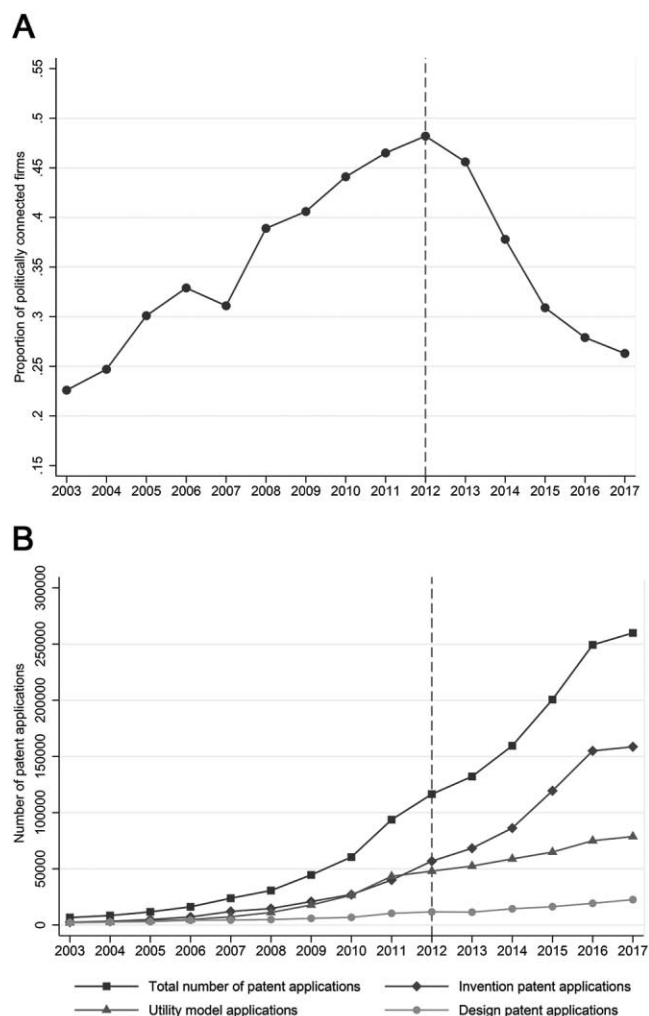 A
Proportion of politically connected firms
.55
.5
.45
.4
.35
.3
.25
.2
.15
2003 2004 2005 2006 2007 2008 2009 2010 2011 2012 2013 2014 2015 2016 2017
B
Number of patent applications
300000
250000
200000
150000
100000
50000
0
2003 2004 2005 2006 2007 2008 2009 2010 2011 2012 2013 2014 2015 2016 2017
Total number of patent applications Invention patent applications
Utility model applications Design patent applications